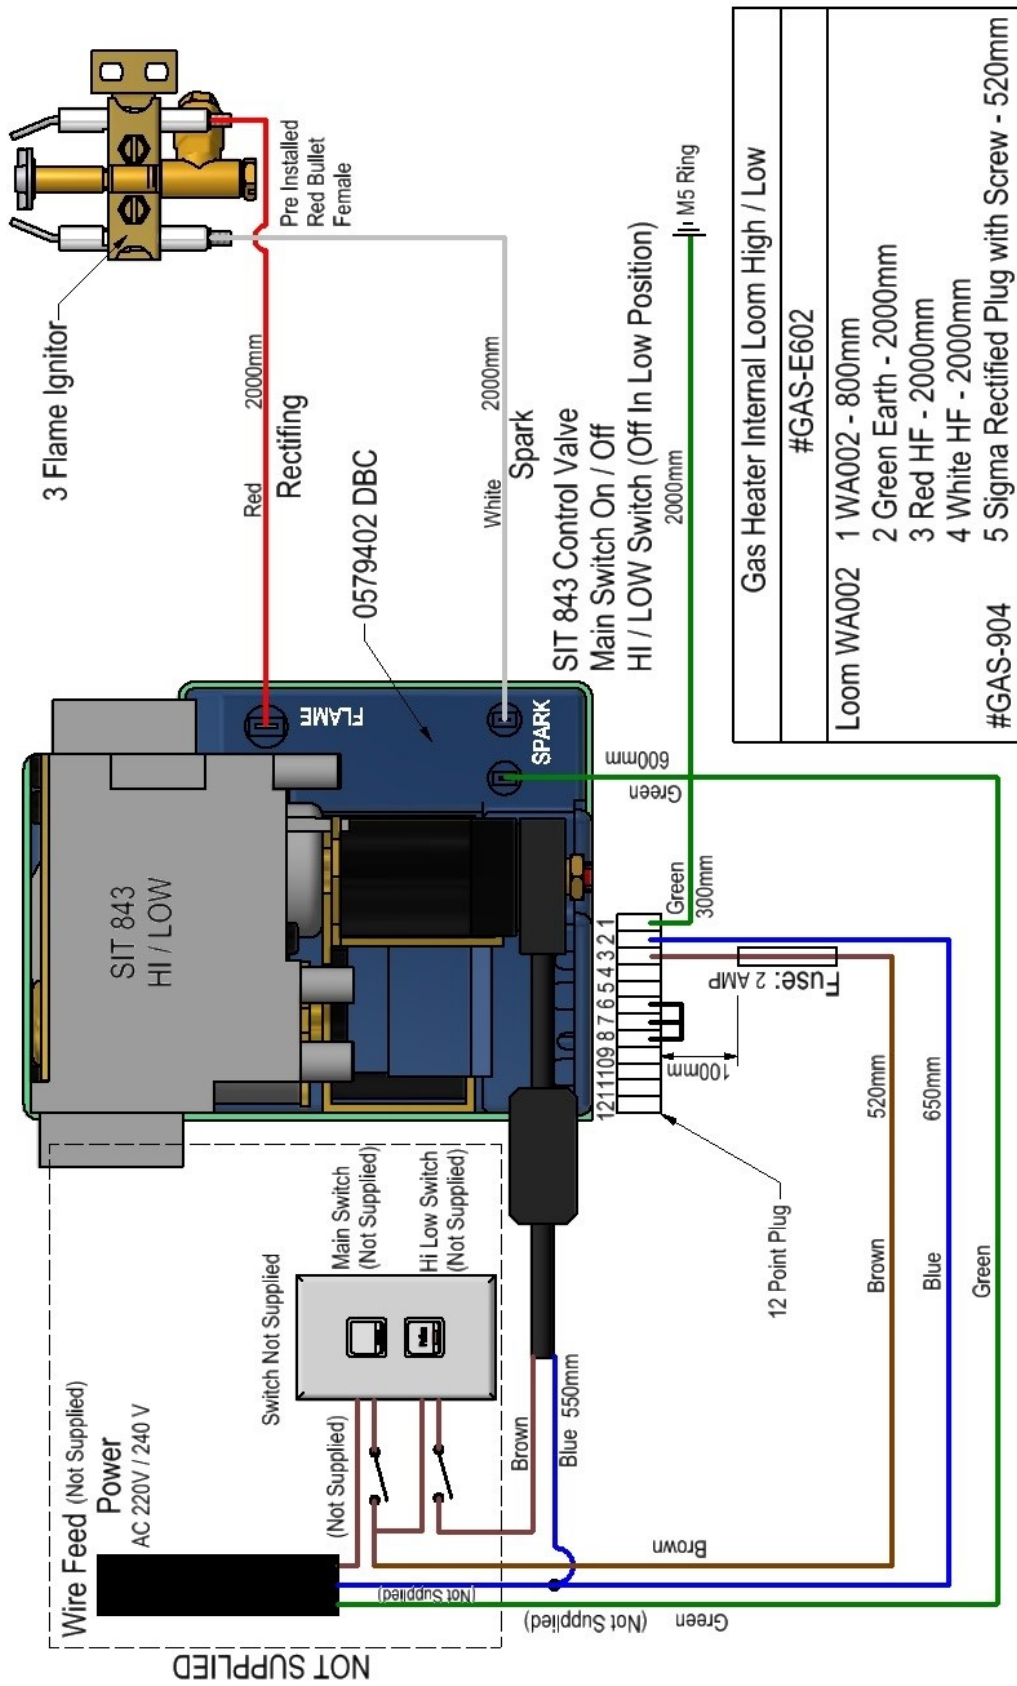 3 Flame Ignitor
Pre Installed
Red Bullet
Female
Red
2000mm
Rectifing
White
2000mm
Spark
0579402 DBC
SIT 843 Control Valve
Main Switch On / Off
HI / LOW Switch (Off In Low Position)
2000mm
M5 Ring
FLAME
SPARK
SIT 843
HI / LOW
Green
600mm
Green
300mm
12 11 10 9 8 7 6 5 4 3 2 1
Fuse: 2 AMP
100mm
520mm
650mm
12 Point Plug
Brown
Blue
Green
Wire Feed (Not Supplied)
Power
AC 220V / 240 V
Switch Not Supplied
Main Switch
(Not Supplied)
Hi Low Switch
(Not Supplied)
(Not Supplied)
Brown
Blue 550mm
Brown
(Not Supplied)
Green (Not Supplied)
NOT SUPPLIED
Gas Heater Internal Loom High / Low
#GAS-E602
Loom WA002 1 WA002 - 800mm
2 Green Earth - 2000mm
3 Red HF - 2000mm
4 White HF - 2000mm
#GAS-904 5 Sigma Rectified Plug with Screw - 520mm